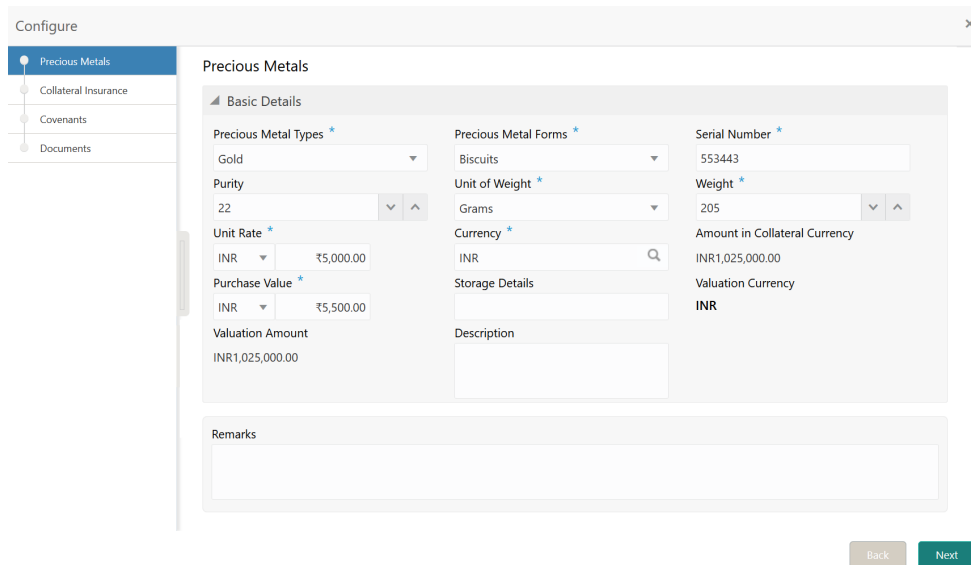 Configure
×
Precious Metals
Collateral Insurance
Covenants
Documents
Precious Metals
Basic Details
Precious Metal Types *
Precious Metal Forms *
Serial Number *
Gold
Biscuits
553443
Purity
Unit of Weight *
Weight *
22
Grams
205
Unit Rate *
Currency *
Amount in Collateral Currency
INR
₹5,000.00
INR
INR1,025,000.00
Purchase Value *
Storage Details
Valuation Currency
INR
₹5,500.00
INR
Valuation Amount
Description
INR1,025,000.00
Remarks
Back
Next